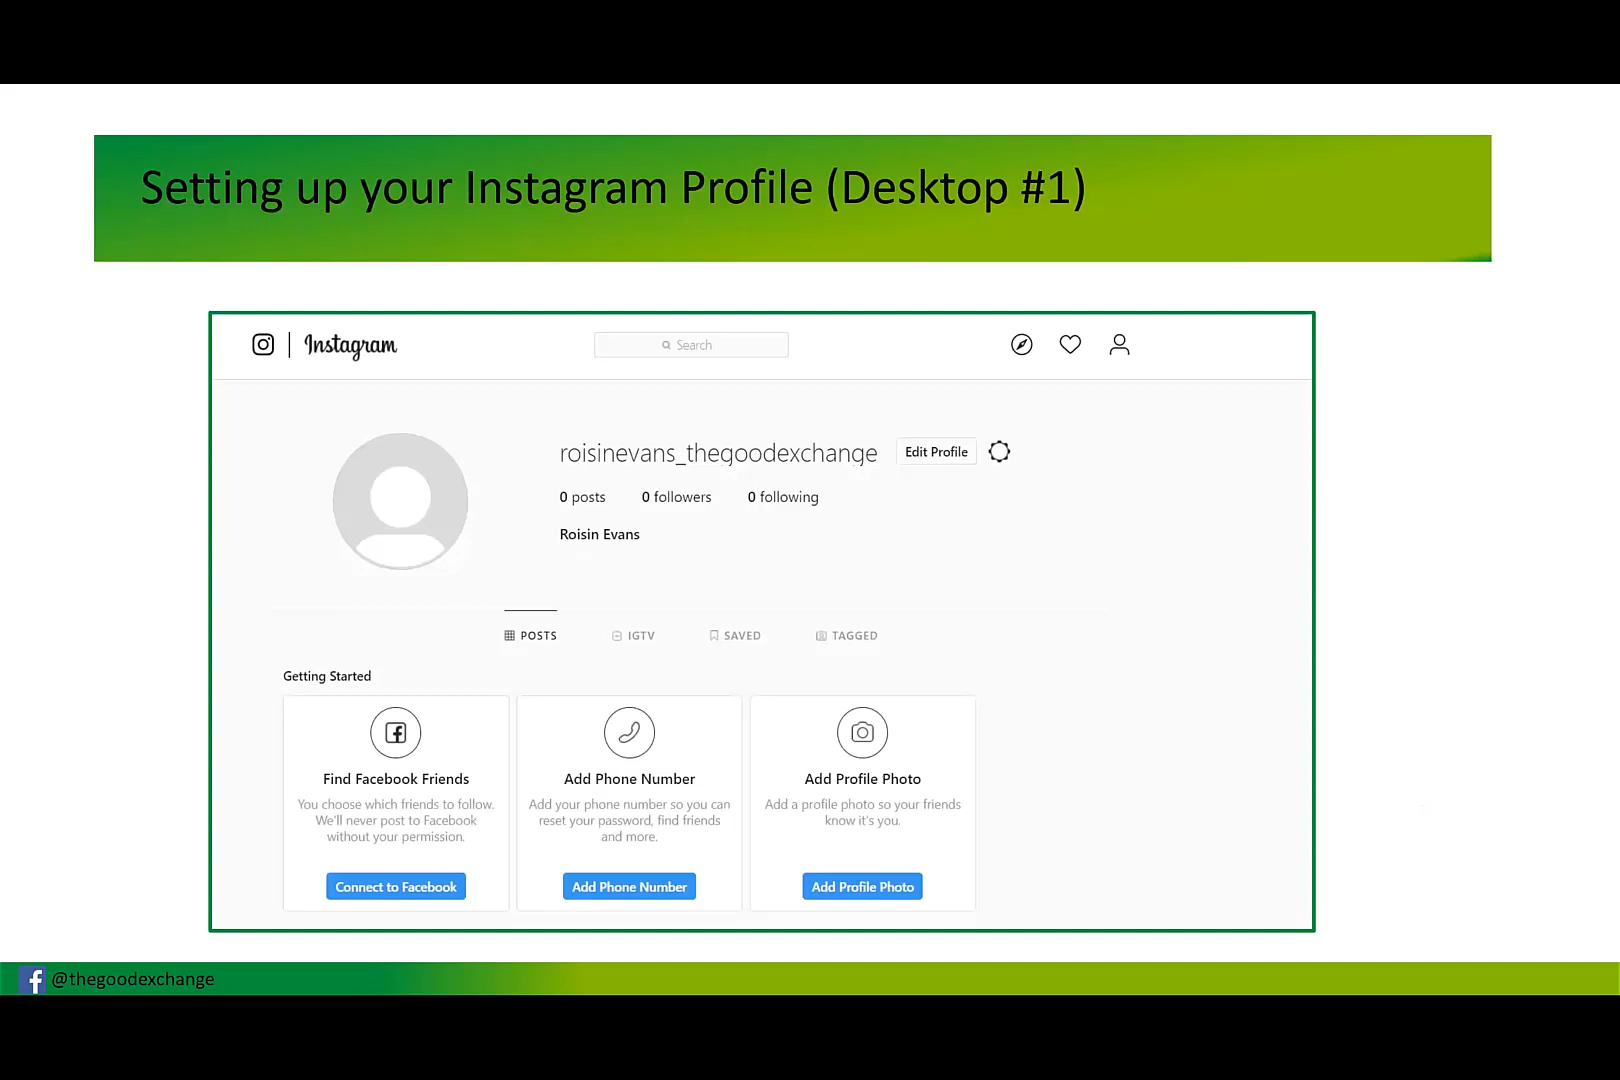 Setting up your Instagram Profile (Desktop #1)
Instagram
Search
roisinevans_thegoodexchange Edit Profile
0 posts 0 followers 0 following
Roisin Evans
POSTS IGTV SAVED TAGGED
Getting Started
Find Facebook Friends
You choose which friends to follow.
We'll never post to Facebook
without your permission.
Connect to Facebook
Add Phone Number
Add your phone number so you can
reset your password, find friends
and more.
Add Phone Number
Add Profile Photo
Add a profile photo so your friends
know it's you.
Add Profile Photo
@thegoodexchange